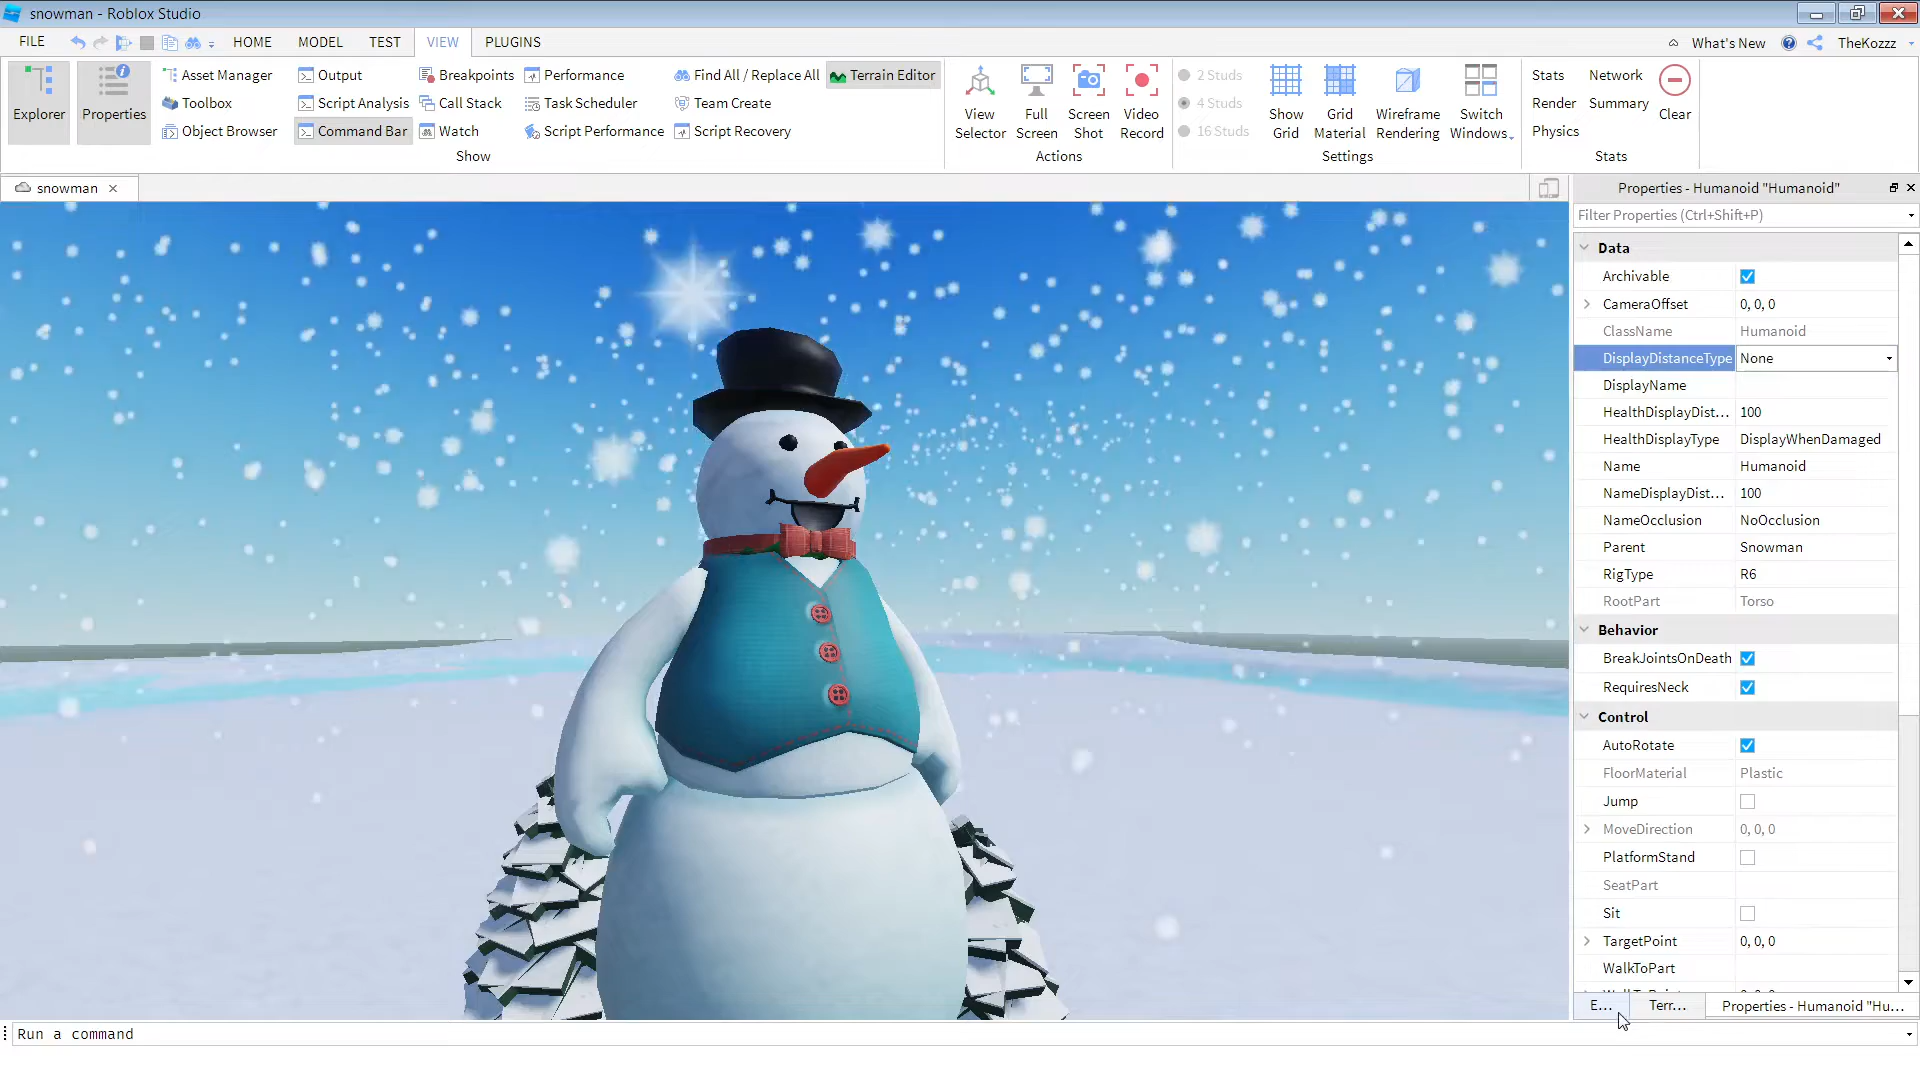 snowman - Roblox Studio
FILE HOME MODEL TEST VIEW PLUGINS What's New TheKozzz
Explorer
Properties
Asset Manager
Toolbox
Object Browser
Output
Script Analysis
Command Bar
Breakpoints
Call Stack
Watch
Performance
Task Scheduler
Script Performance
Find All / Replace All
Team Create
Script Recovery
Terrain Editor
Show
View
Selector
Full
Screen
Screen
Shot
Video
Record
Actions
2 Studs
4 Studs
16 Studs
Show
Grid
Grid
Material
Wireframe
Rendering
Switch
Windows
Settings
Stats
Render
Physics
Network
Summary
Clear
Stats
snowman
Properties - Humanoid "Humanoid"
Filter Properties (Ctrl+Shift+P)
Data
Archivable
CameraOffset 0, 0, 0
ClassName Humanoid
DisplayDistanceType None
DisplayName
HealthDisplayDist... 100
HealthDisplayType DisplayWhenDamaged
Name Humanoid
NameDisplayDist... 100
NameOcclusion NoOcclusion
Parent Snowman
RigType R6
RootPart Torso
Behavior
BreakJointsOnDeath
RequiresNeck
Control
AutoRotate
FloorMaterial Plastic
Jump
MoveDirection 0, 0, 0
PlatformStand
SeatPart
Sit
TargetPoint 0, 0, 0
WalkToPart
E... Terr... Properties - Humanoid "Hu...
Run a command